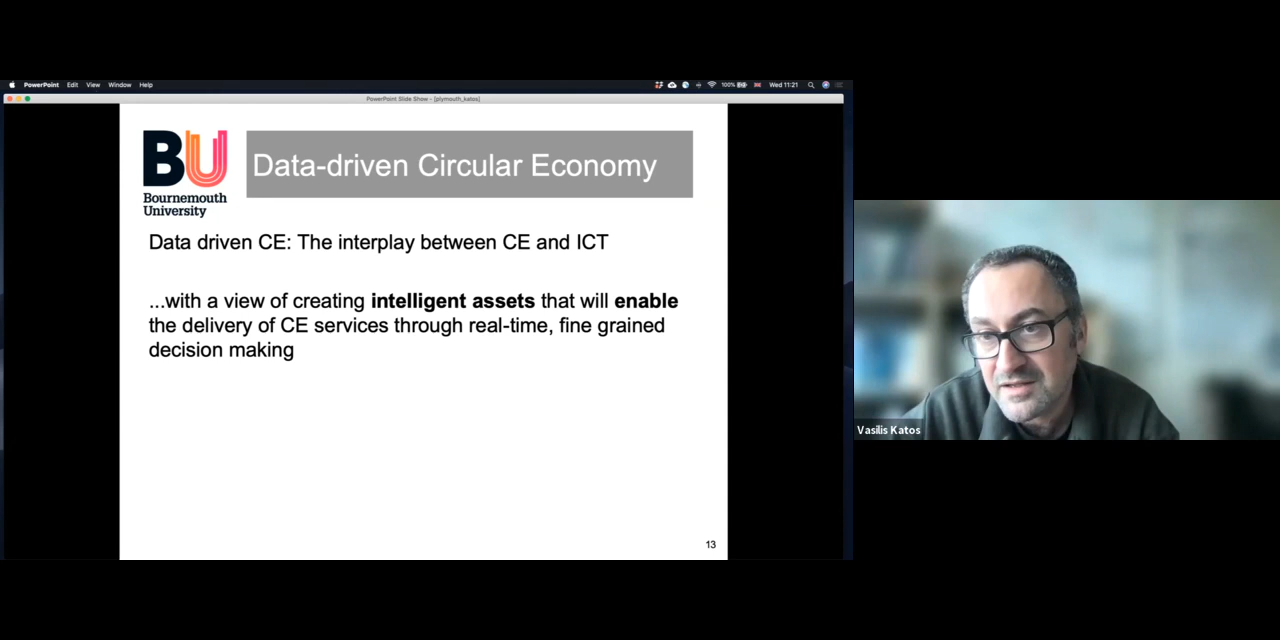 PowerPoint Edit View Window Help
100%
Wed 11:21
PowerPoint Slide Show - [plymouth_katos]
BU
Bournemouth
University
Data-driven Circular Economy
Data driven CE: The interplay between CE and ICT
...with a view of creating intelligent assets that will enable
the delivery of CE services through real-time, fine grained
decision making
13
Vasilis Katos